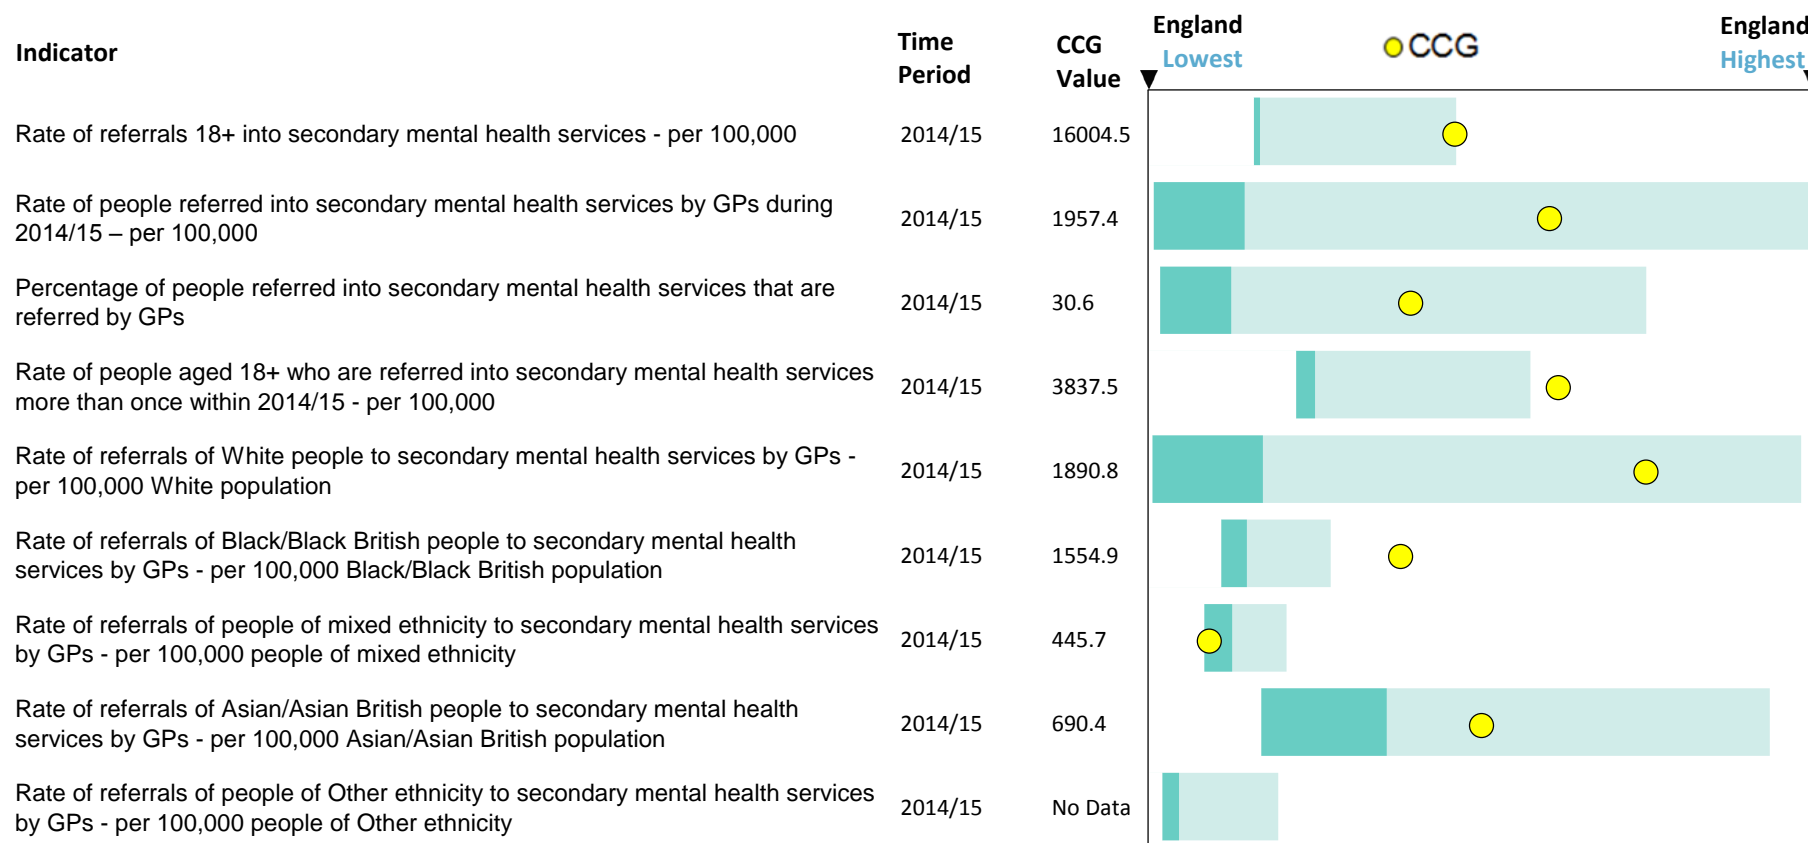 Indicator
Time
Period
CCG
Value
England
Lowest
CCG
England
Highest
Rate of referrals 18+ into secondary mental health services - per 100,000
2014/15
16004.5
Rate of people referred into secondary mental health services by GPs during
2014/15 – per 100,000
2014/15
1957.4
Percentage of people referred into secondary mental health services that are
referred by GPs
2014/15
30.6
Rate of people aged 18+ who are referred into secondary mental health services
more than once within 2014/15 - per 100,000
2014/15
3837.5
Rate of referrals of White people to secondary mental health services by GPs -
per 100,000 White population
2014/15
1890.8
Rate of referrals of Black/Black British people to secondary mental health
services by GPs - per 100,000 Black/Black British population
2014/15
1554.9
Rate of referrals of people of mixed ethnicity to secondary mental health services
by GPs - per 100,000 people of mixed ethnicity
2014/15
445.7
Rate of referrals of Asian/Asian British people to secondary mental health
services by GPs - per 100,000 Asian/Asian British population
2014/15
690.4
Rate of referrals of people of Other ethnicity to secondary mental health services
by GPs - per 100,000 people of Other ethnicity
2014/15
No Data